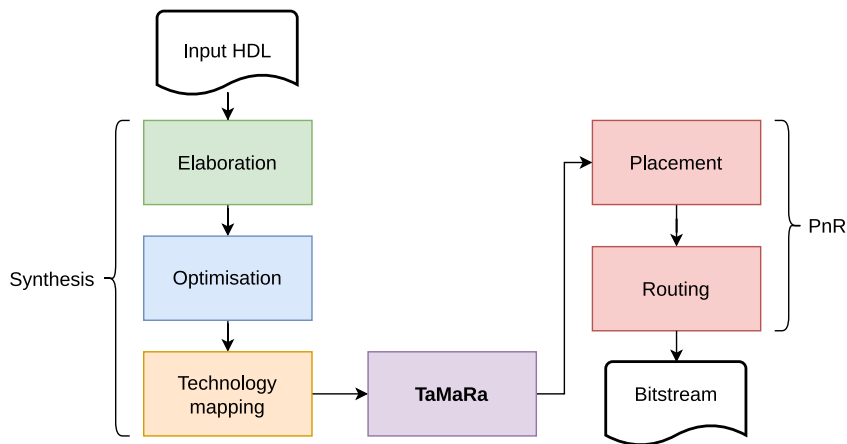 Input HDL
Elaboration
Synthesis
Optimisation
Technology
mapping
TaMaRa
Placement
PnR
Routing
Bitstream